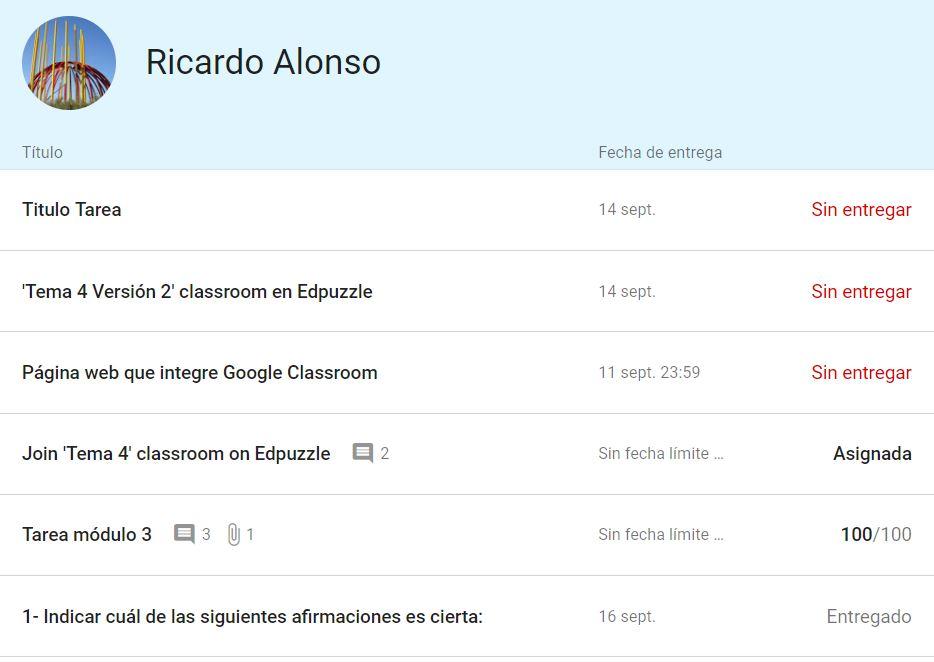 Ricardo Alonso
Título Fecha de entrega
Titulo Tarea 14 sept. Sin entregar
'Tema 4 Versión 2' classroom en Edpuzzle 14 sept. Sin entregar
Página web que integre Google Classroom 11 sept. 23:59 Sin entregar
Join 'Tema 4' classroom on Edpuzzle 2 Sin fecha límite ... Asignada
Tarea módulo 3 3 1 Sin fecha límite ... 100/100
1- Indicar cuál de las siguientes afirmaciones es cierta: 16 sept. Entregado